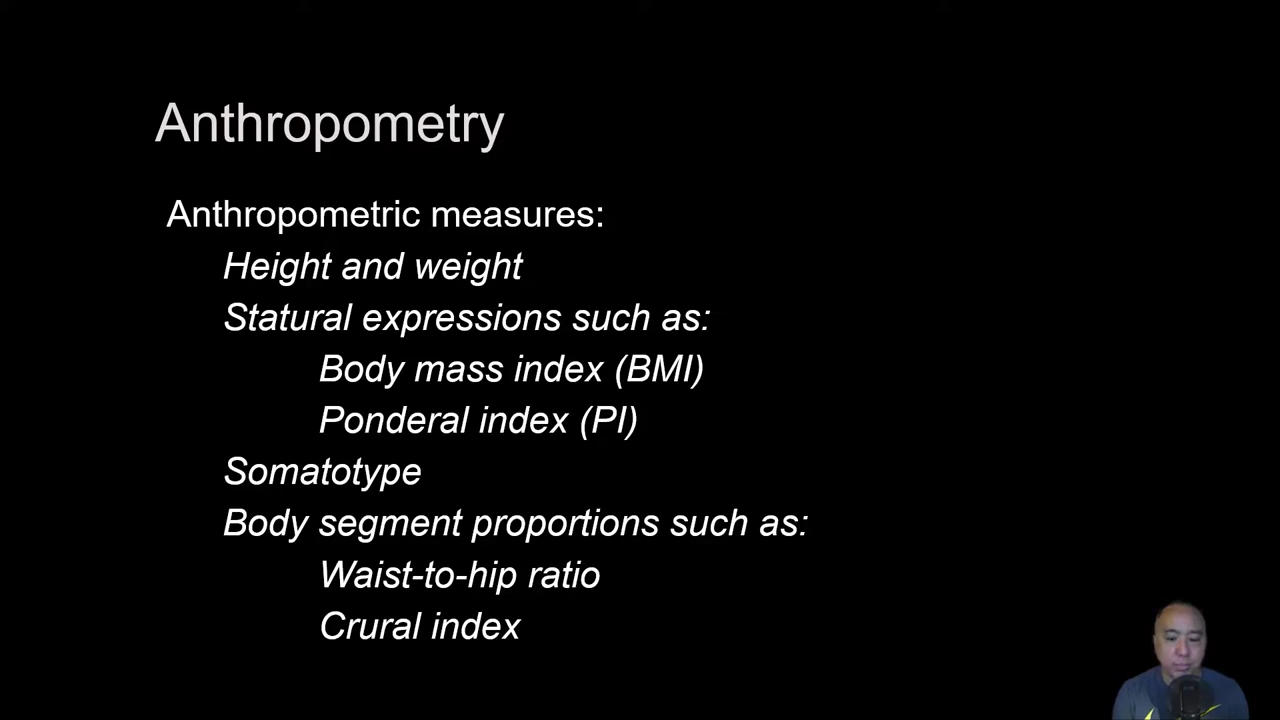 Anthropometry
Anthropometric measures:
Height and weight
Statural expressions such as:
Body mass index (BMI)
Ponderal index (PI)
Somatotype
Body segment proportions such as:
Waist-to-hip ratio
Crural index